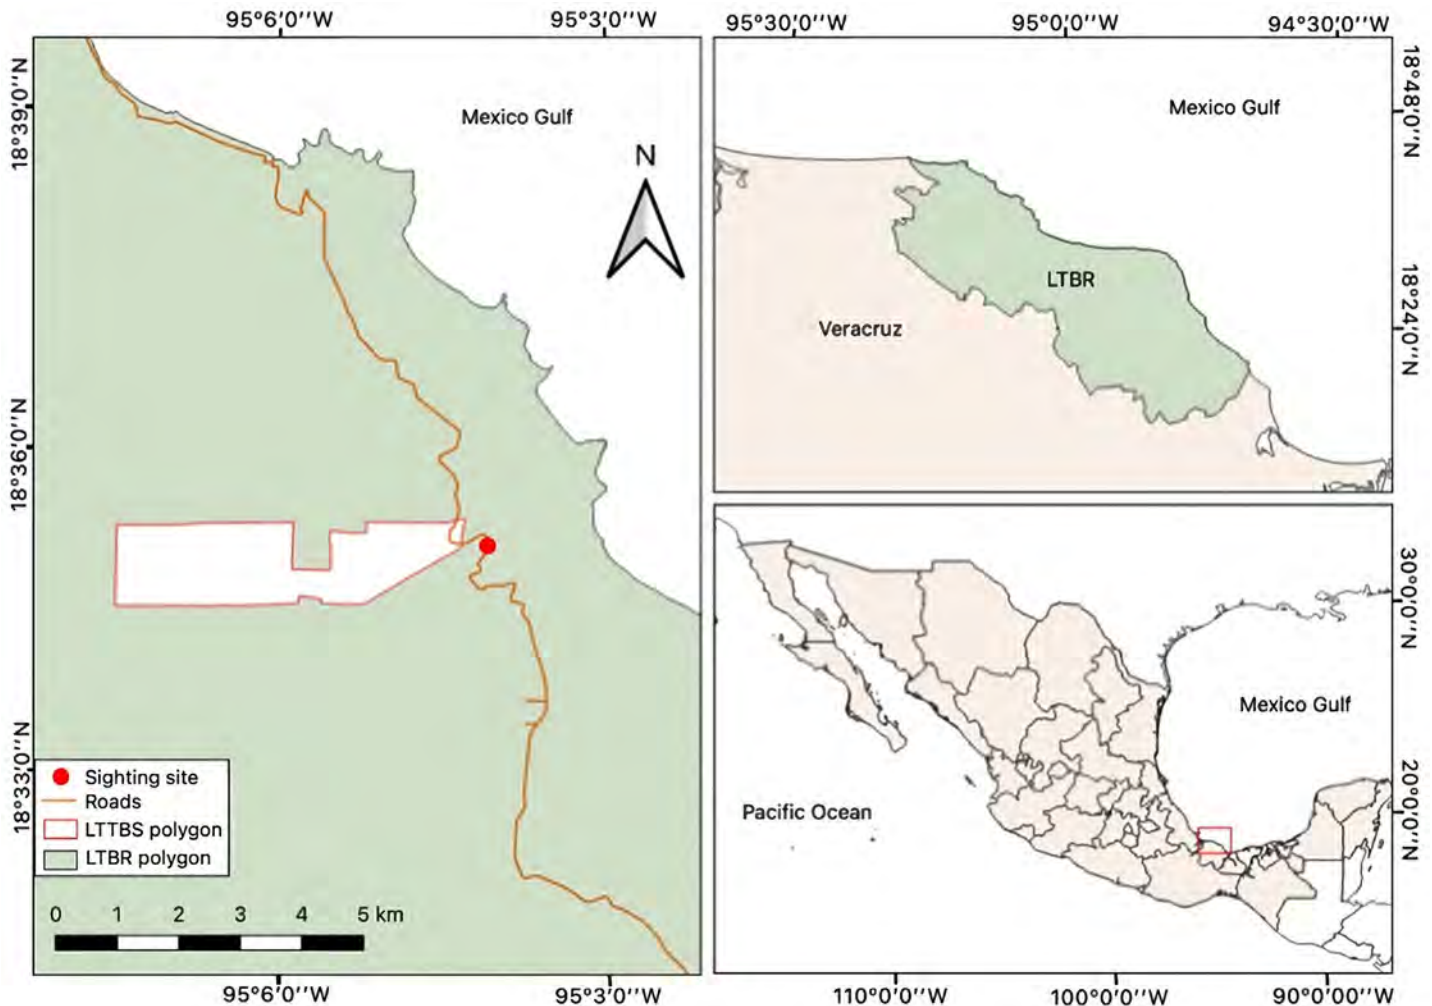 95°6'0''W
95°3'0''W
18°39'0''N
18°36'0''N
18°33'0''N
Mexico Gulf
N
Sighting site
Roads
LTTBS polygon
LTBR polygon
0 1 2 3 4 5 km
95°6'0''W
95°3'0''W
95°30'0''W
95°0'0''W
94°30'0''W
Mexico Gulf
18°48'0''N
LTBR
Veracruz
18°24'0''N
30°0'0''N
Mexico Gulf
Pacific Ocean
20°0'0''N
110°0'0''W
100°0'0''W
90°0'0''W